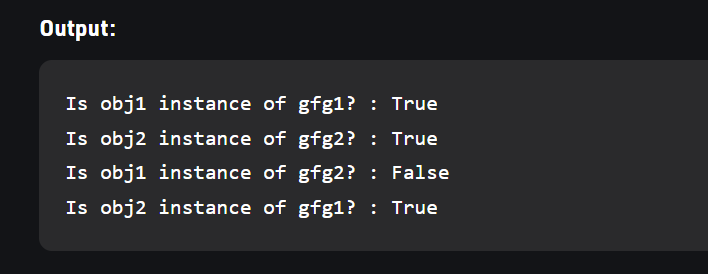 Output:
Is obj1 instance of gfg1? : True
Is obj2 instance of gfg2? : True
Is obj1 instance of gfg2? : False
Is obj2 instance of gfg1? : True